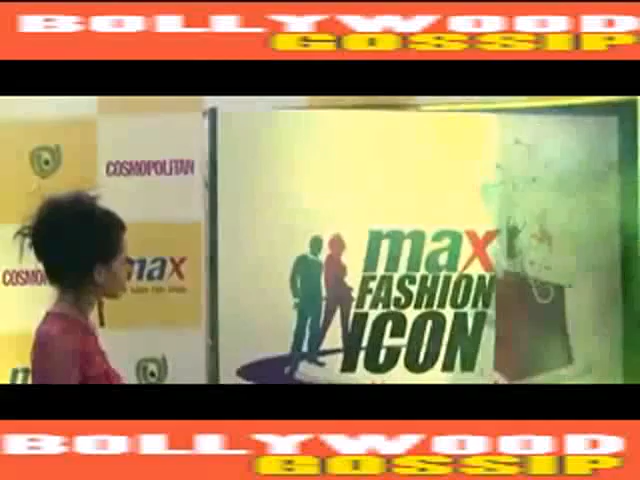 BOLLYWOOD
GOSSIP
COSMOPOLITAN
COSMO
max
max
FASHION
ICON
m
BOLLYWOOD
GOSSIP